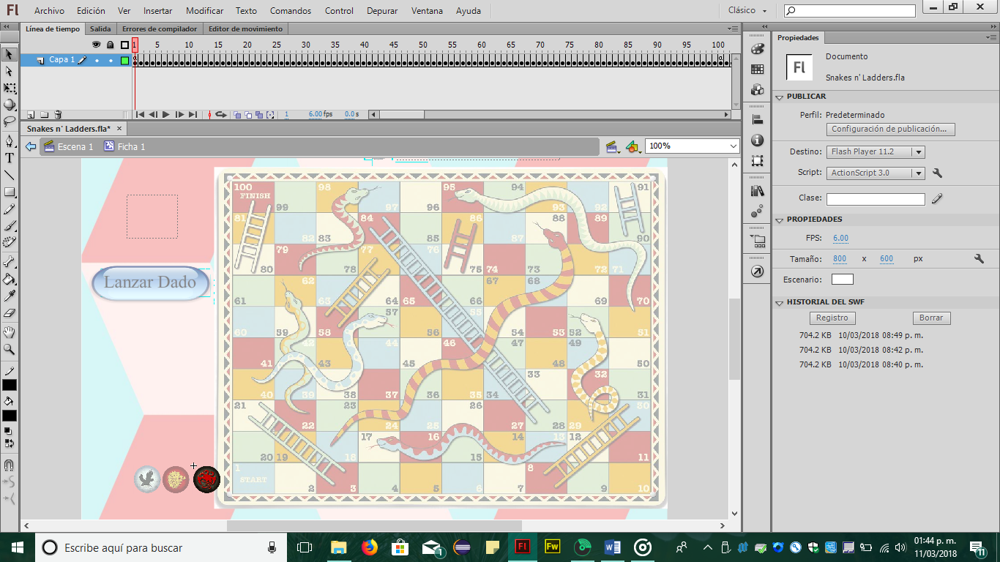 Fl Archivo Edición Ver Insertar Modificar Texto Comandos Control Depurar Ventana Ayuda Clásico
Línea de tiempo Salida Errores de compilador Editor de movimiento
1 5 10 15 20 25 30 35 40 45 50 55 60 65 70 75 80 85 90 95 100
Capa 1
1 6.00 fps 0.0 s
Snakes n' Ladders.fla*
Escena 1 Ficha 1 100%
100 FINISH 99 98 97 96 95 94 93 92 91
81 82 83 84 85 86 87 88 89 90
80 79 78 77 76 75 74 73 72 71
61 62 63 64 65 66 67 68 69 70
60 59 58 57 56 55 54 53 52 51
41 42 43 44 45 46 47 48 49 50
40 39 38 37 36 35 34 33 32 31
21 22 23 24 25 26 27 28 29 30
20 19 18 17 16 15 14 13 12 11
1 START 2 3 4 5 6 7 8 9 10
Lanzar Dado
Propiedades
Fl
Documento
Snakes n' Ladders.fla
PUBLICAR
Perfil: Predeterminado
Configuración de publicación...
Destino: Flash Player 11.2
Script: ActionScript 3.0
Clase:
PROPIEDADES
FPS: 6.00
Tamaño: 800 x 600 px
Escenario:
HISTORIAL DEL SWF
Registro Borrar
704.2 KB 10/03/2018 08:49 p. m.
704.2 KB 10/03/2018 08:42 p. m.
704.2 KB 10/03/2018 08:40 p. m.
Escribe aquí para buscar
1
Fl
Fw
01:44 p. m.
11/03/2018
11